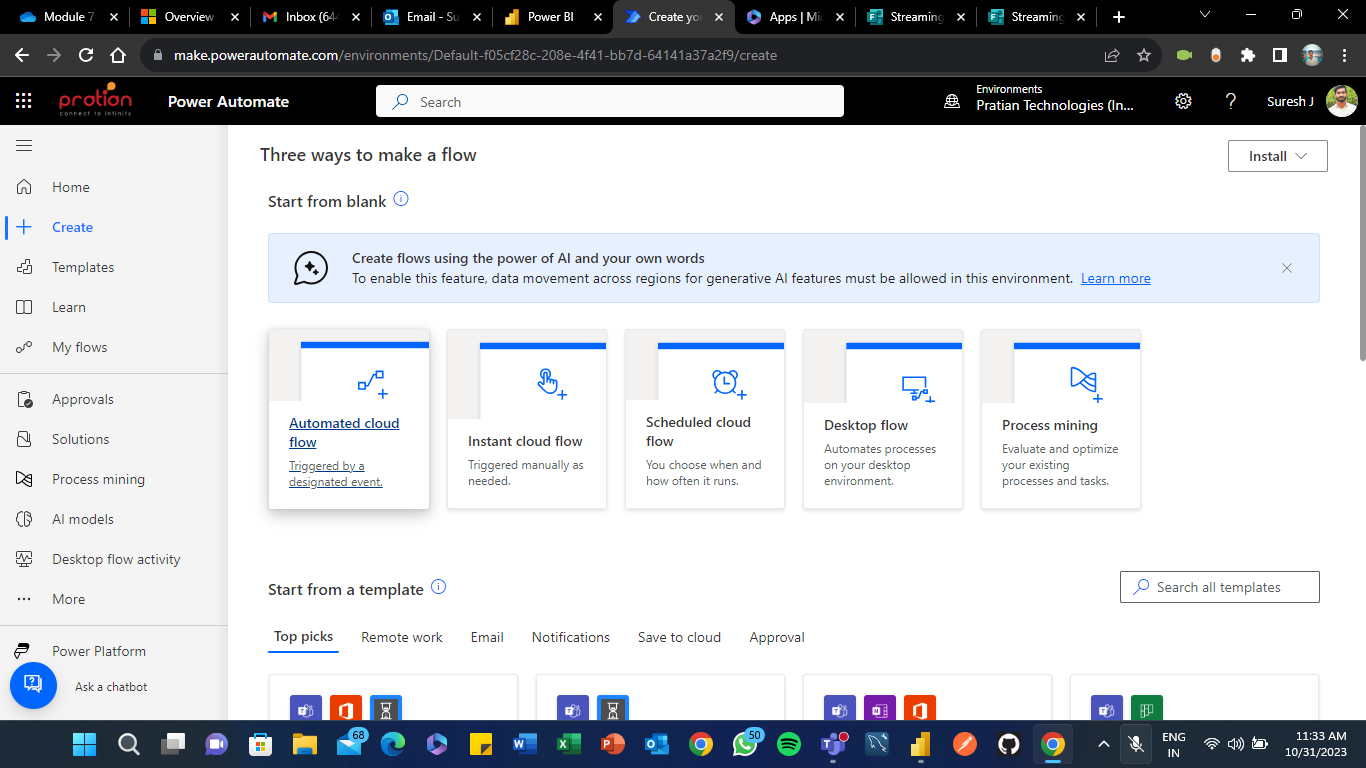 Module 7
Overview
Inbox (64
Email - Su
Power BI
Create yo
Apps | Mi
Streaming
Streaming
make.powerautomate.com/environments/Default-f05cf28c-208e-4f41-bb7d-64141a37a2f9/create
pration
connect to infinity
Power Automate
Search
Environments
Pratian Technologies (In...
?
Suresh J
Home
Create
Templates
Learn
My flows
Approvals
Solutions
Process mining
AI models
Desktop flow activity
More
Power Platform
Ask a chatbot
Three ways to make a flow
Install
Start from blank
Create flows using the power of AI and your own words
To enable this feature, data movement across regions for generative AI features must be allowed in this environment. Learn more
Automated cloud
flow
Triggered by a
designated event.
Instant cloud flow
Triggered manually as
needed.
Scheduled cloud
flow
You choose when and
how often it runs.
Desktop flow
Automates processes
on your desktop
environment.
Process mining
Evaluate and optimize
your existing
processes and tasks.
Start from a template
Search all templates
Top picks
Remote work
Email
Notifications
Save to cloud
Approval
68
50
ENG
IN
11:33 AM
10/31/2023